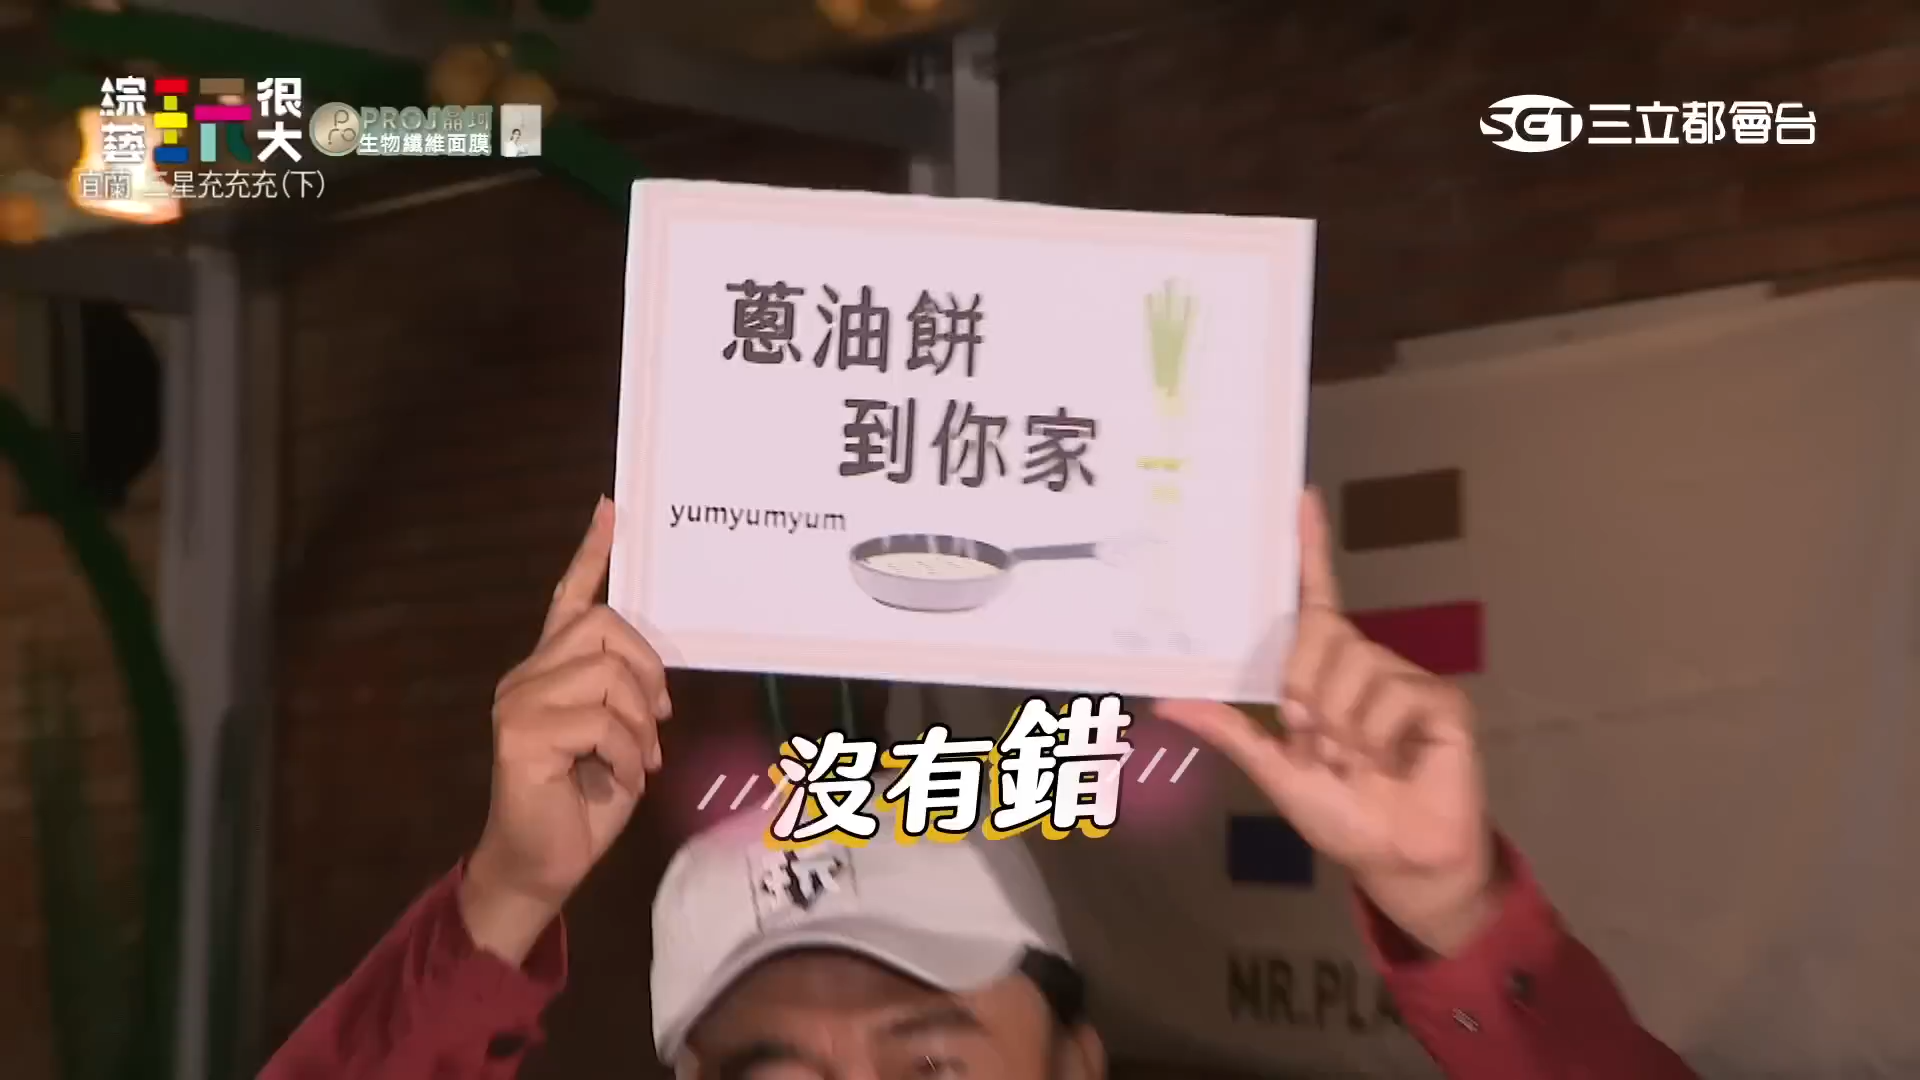 綜藝玩很大
PROJ晶珂
生物纖維面膜
宜蘭 三星充充充(下)
SET三立都會台
蔥油餅
到你家
yumyumyum
沒有錯
玩
MR.PLA